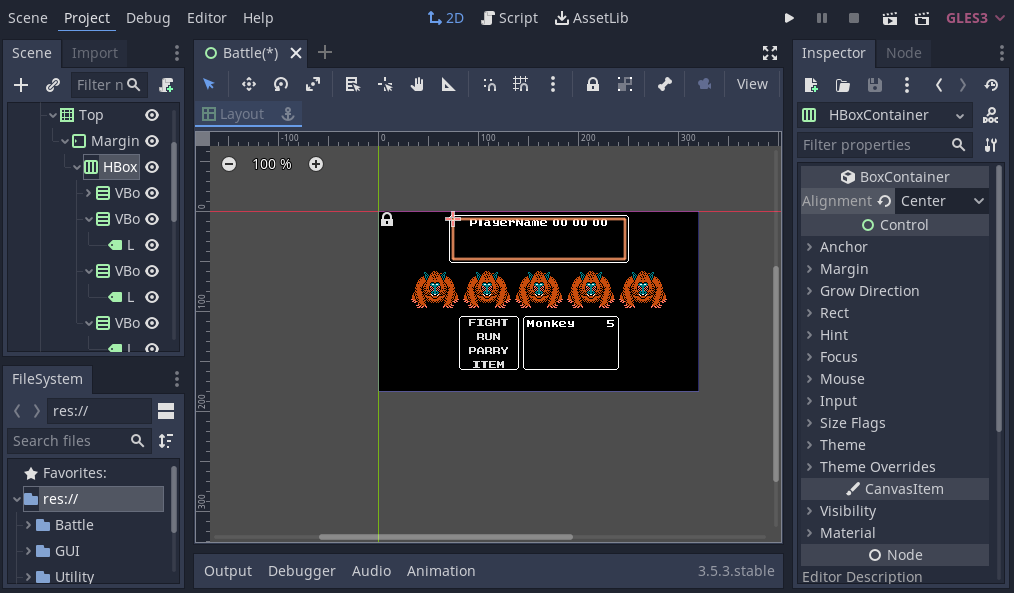 Scene Project Debug Editor Help 2D Script AssetLib GLES3
Scene Import
Filter n
Top
Margin
HBox
VBo
VBo
L
VBo
L
VBo
L
FileSystem
res://
Search files
Favorites:
res://
Battle
GUI
Utility
Battle(*)
View
Layout
-100 0 100 200 300
0
100
200
300
100 %
PlayerName 00 00 00
FIGHT
RUN
PARRY
ITEM
Monkey 5
Output Debugger Audio Animation 3.5.3.stable
Inspector Node
HBoxContainer
DOC
Filter properties
BoxContainer
Alignment Center
Control
Anchor
Margin
Grow Direction
Rect
Hint
Focus
Mouse
Input
Size Flags
Theme
Theme Overrides
CanvasItem
Visibility
Material
Node
Editor Description